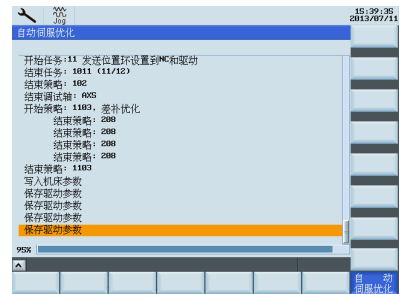 Jog
15:39:35
2013/07/11
自动伺服优化
开始任务:11 发送位置环设置到NC和驱动
结束任务: 1011 (11/12)
结束策略: 102
结束调试轴: AX5
开始策略: 1103, 差补优化
结束策略: 208
结束策略: 208
结束策略: 208
结束策略: 208
结束策略: 1103
写入机床参数
保存驱动参数
保存驱动参数
保存驱动参数
保存驱动参数
95%
自 动
伺服优化